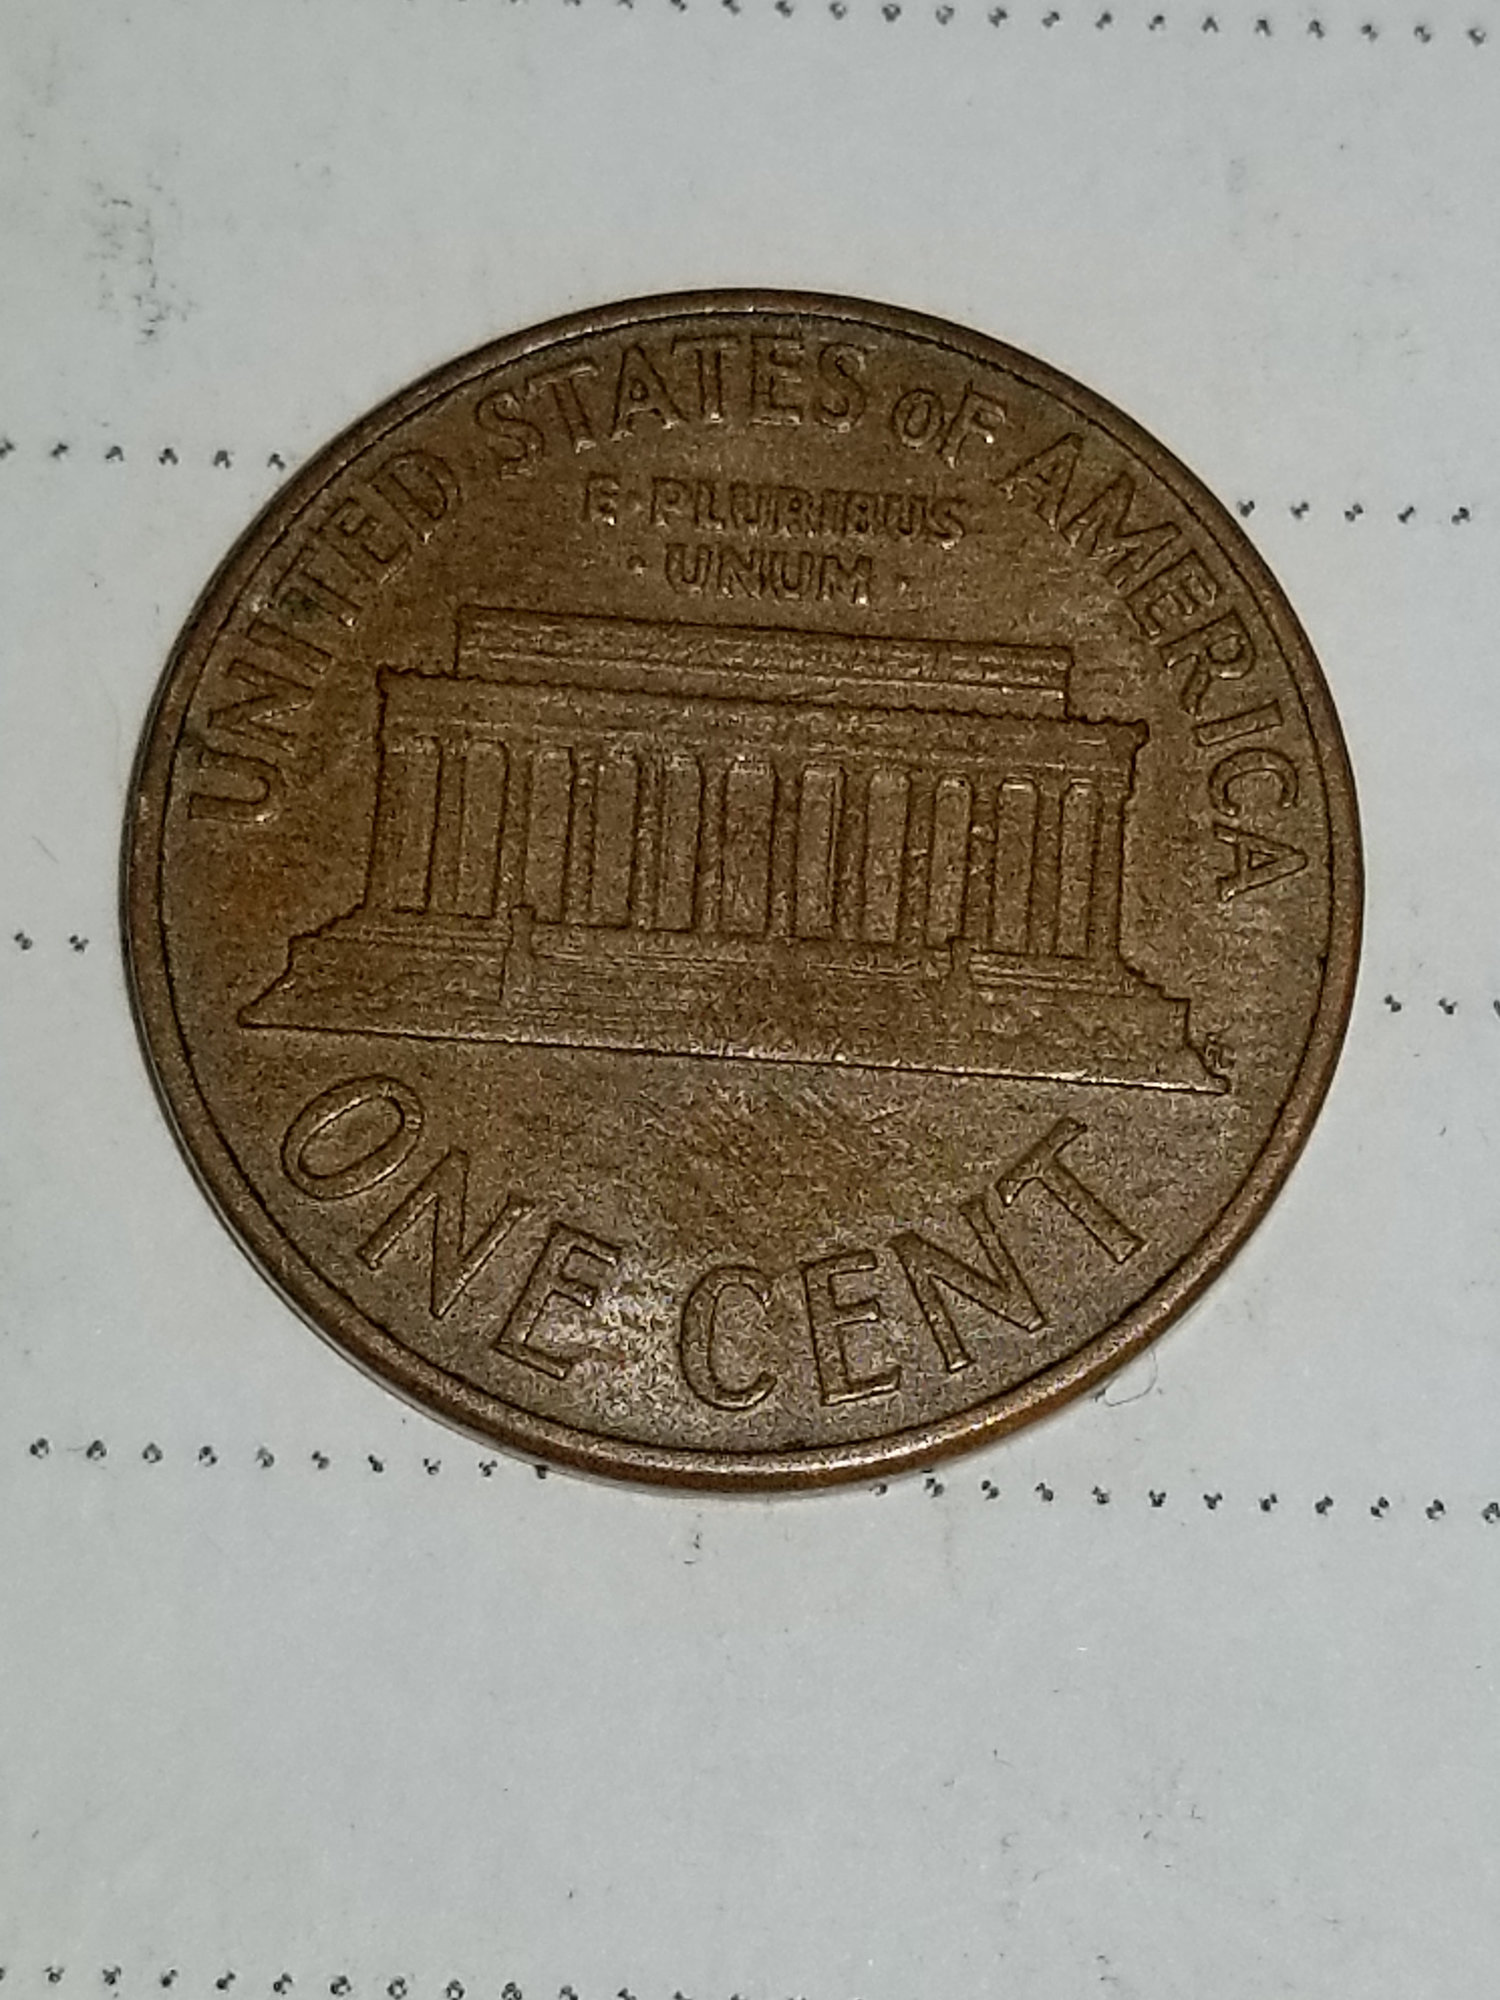 UNITED STATES OF AMERICA
E·PLURIBUS
·UNUM·
ONE CENT